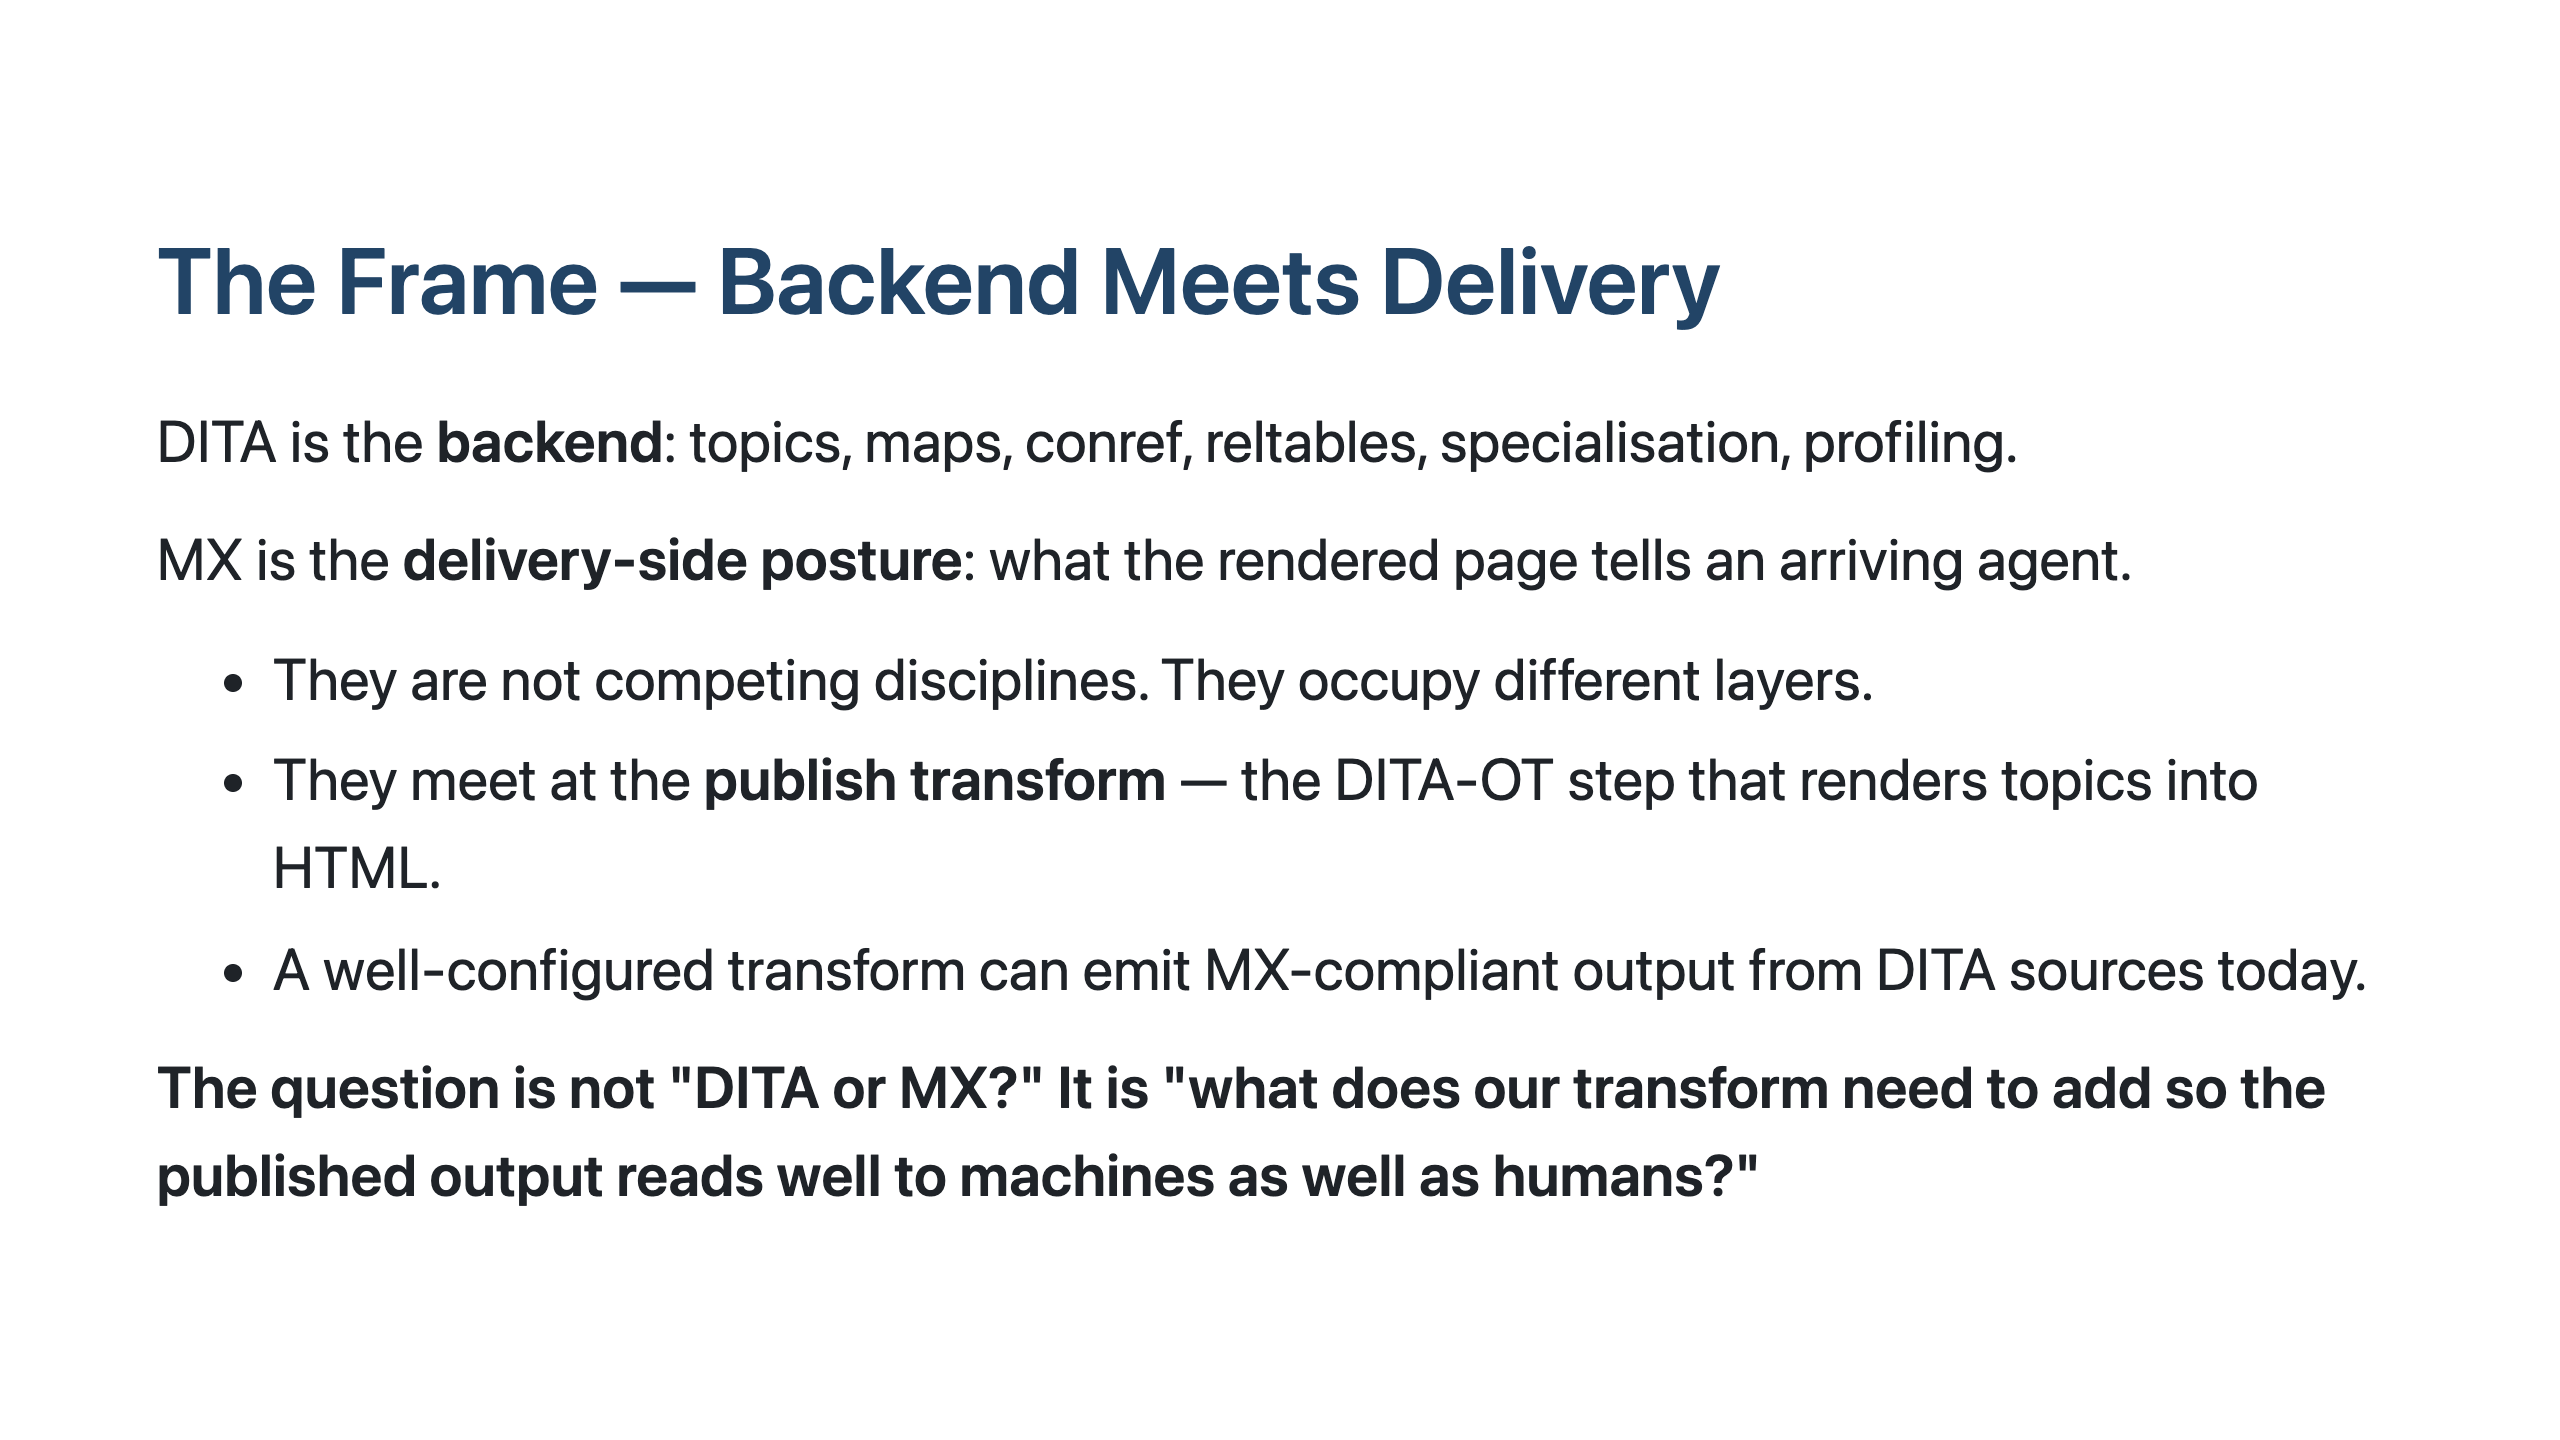 The Frame — Backend Meets Delivery
DITA is the backend: topics, maps, conref, reltables, specialisation, profiling.
MX is the delivery-side posture: what the rendered page tells an arriving agent.
• They are not competing disciplines. They occupy different layers.
• They meet at the publish transform — the DITA-OT step that renders topics into
HTML.
• A well-configured transform can emit MX-compliant output from DITA sources today.
The question is not "DITA or MX?" It is "what does our transform need to add so the
published output reads well to machines as well as humans?"